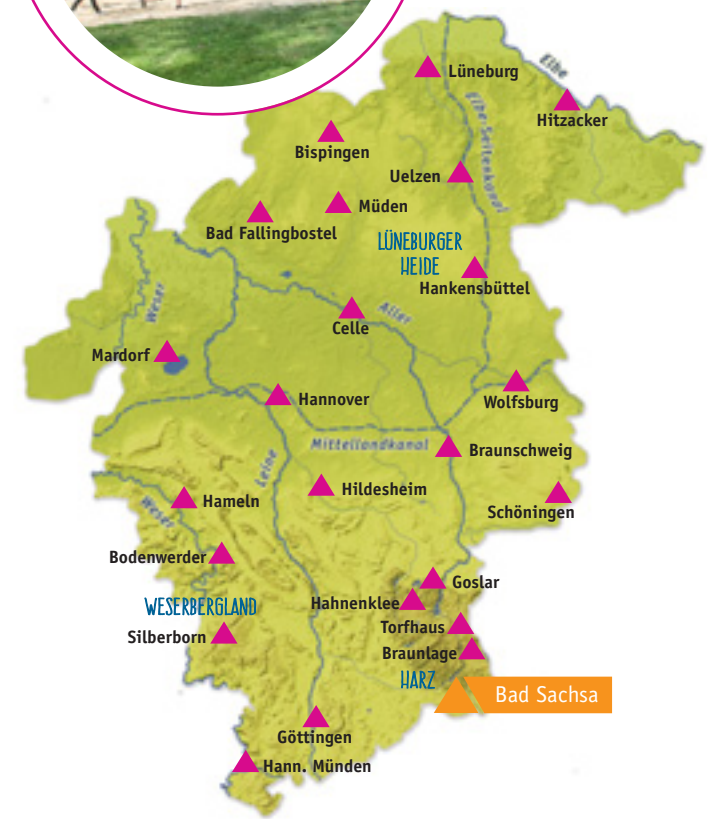 Lüneburg
Elbe
Hitzacker
Elbe-Seitenkanal
Bispingen
Uelzen
Müden
Bad Fallingbostel
LÜNEBURGER
HEIDE
Hankensbüttel
Weser
Aller
Celle
Mardorf
Hannover
Wolfsburg
Mittellandkanal
Braunschweig
Leine
Hildesheim
Hameln
Weser
Schöningen
Bodenwerder
Goslar
WESERBERGLAND
Hahnenklee
Silberborn
Torfhaus
Braunlage
HARZ
Bad Sachsa
Göttingen
Hann. Münden